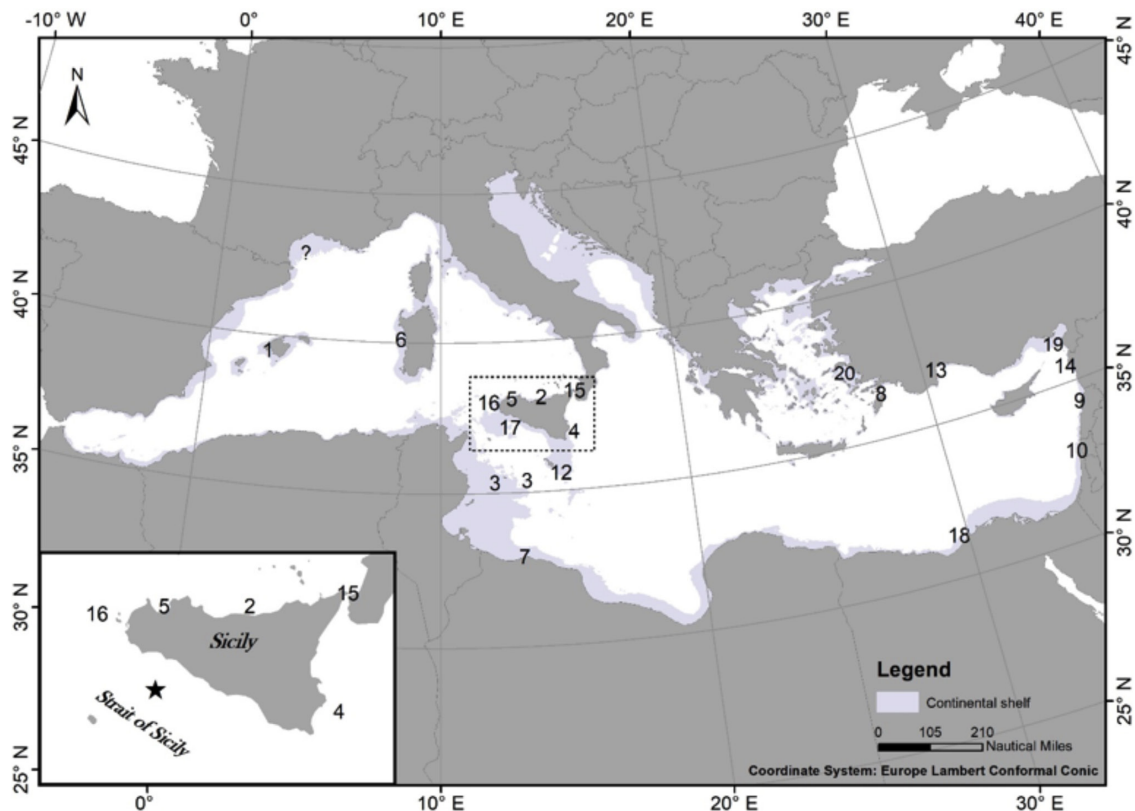 -10° W 0° 10° E 20° E 30° E 40° E
N
45° N
40° N
35° N
30° N
25° N
45° N
40° N
35° N
30° N
25° N
?
1
6
16
5
2
15
17
4
3
3
12
7
20
8
13
19
14
9
10
18
16
5
2
15
Sicily
Strait of Sicily
4
Legend
Continental shelf
0 105 210
Nautical Miles
Coordinate System: Europe Lambert Conformal Conic
0° 10° E 20° E 30° E